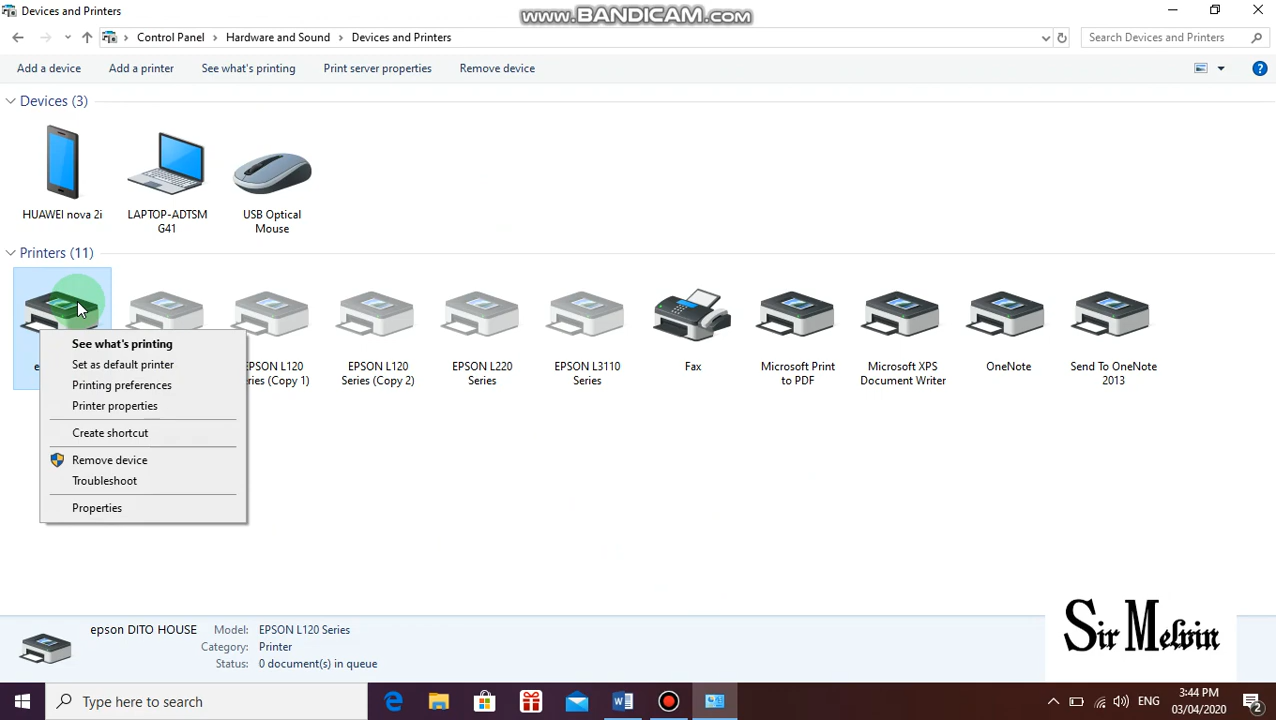 Devices and Printers
www.BANDICAM.com
Control Panel > Hardware and Sound > Devices and Printers
Search Devices and Printers
Add a device
Add a printer
See what's printing
Print server properties
Remove device
Devices (3)
HUAWEI nova 2i
LAPTOP-ADTSM
G41
USB Optical
Mouse
Printers (11)
EPSON L120
Series (Copy 2)
EPSON L220
Series
EPSON L3110
Series
Fax
Microsoft Print
to PDF
Microsoft XPS
Document Writer
OneNote
Send To OneNote
2013
See what's printing
Set as default printer
Printing preferences
Printer properties
Create shortcut
Remove device
Troubleshoot
Properties
epson DITO HOUSE
Model: EPSON L120 Series
Category: Printer
Status: 0 document(s) in queue
Sir Melvin
Type here to search
ENG
3:44 PM
03/04/2020
2